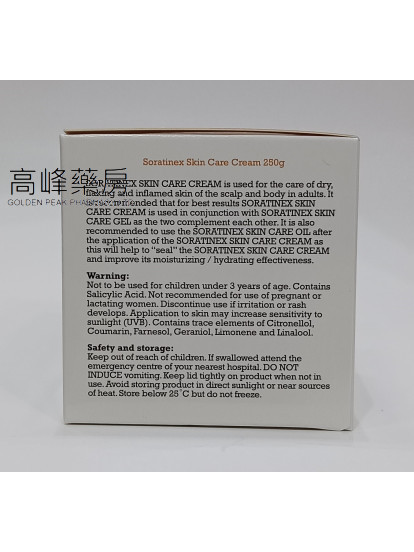 Soratinex Skin Care Cream 250g
高峰藥房
GOLDEN PEAK
SORATINEX SKIN CARE CREAM is used for the care of dry,
flaking and inflamed skin of the scalp and body in adults. It
is recommended that for best results SORATINEX SKIN
CARE CREAM is used in conjunction with SORATINEX SKIN
CARE GEL as the two complement each other. It is also
recommended to use the SORATINEX SKIN CARE OIL after
the application of the SORATINEX SKIN CARE CREAM as
this will help to "seal" the SORATINEX SKIN CARE CREAM
and improve its moisturizing / hydrating effectiveness.
Warning:
Not to be used for children under 3 years of age. Contains
Salicylic Acid. Not recommended for use of pregnant or
lactating women. Discontinue use if irritation or rash
develops. Application to skin may increase sensitivity to
sunlight (UVB). Contains trace elements of Citronellol,
Coumarin, Farnesol, Geraniol, Limonene and Linalool.
Safety and storage:
Keep out of reach of children. If swallowed attend the
emergency centre of your nearest hospital. DO NOT
INDUCE vomiting. Keep lid tightly on product when not in
use. Avoid storing product in direct sunlight or near sources
of heat. Store below 25°C but do not freeze.